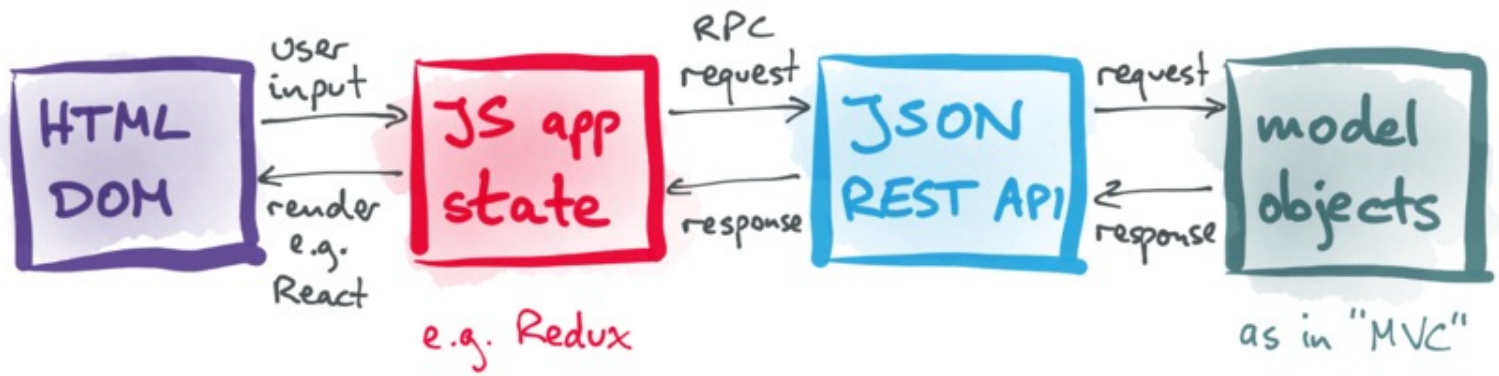 HTML
DOM
user
input
render
e.g.
React
JS app
state
e.g. Redux
RPC
request
response
JSON
REST API
request
response
model
objects
as in "MVC"